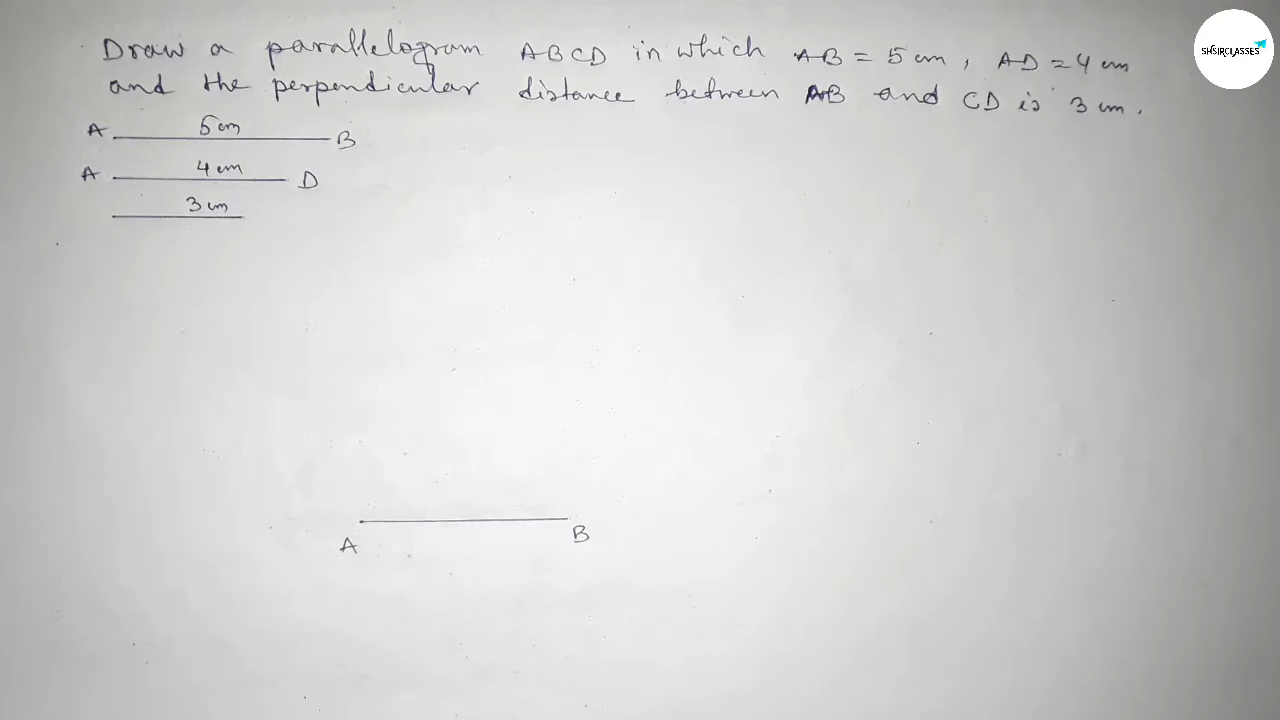 Draw a parallelogram ABCD in which AB = 5 cm, AD = 4 cm
and the perpendicular distance between AB and CD is 3 cm.
A 5 cm B
A 4 cm D
3 cm
A B
SHSIRCLASSES